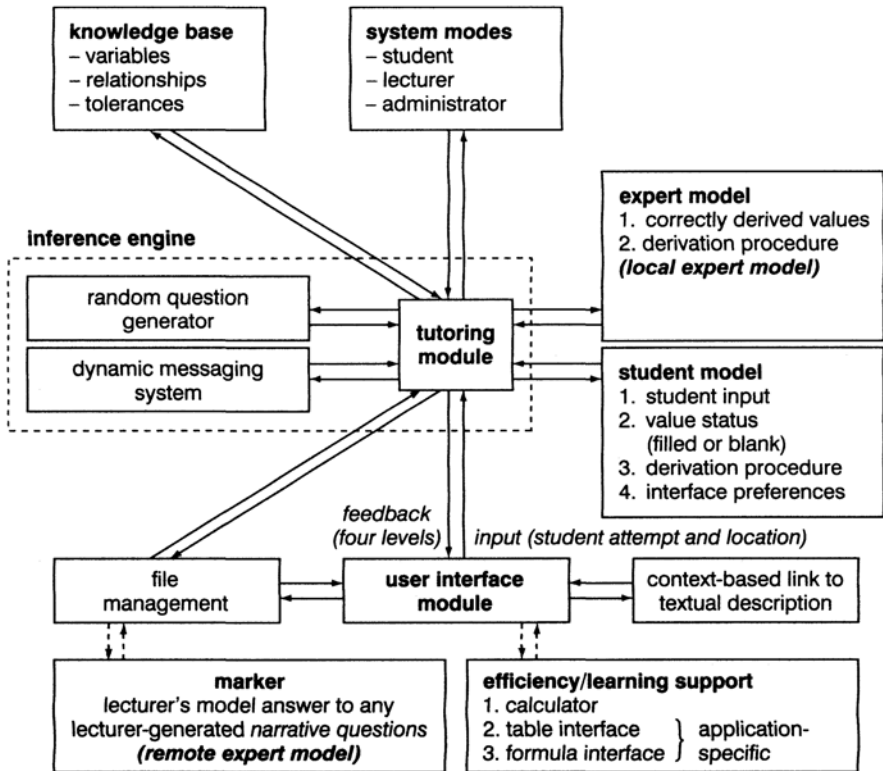 knowledge base
– variables
– relationships
– tolerances
system modes
– student
– lecturer
– administrator
expert model
1. correctly derived values
2. derivation procedure
(local expert model)
inference engine
random question
generator
dynamic messaging
system
tutoring
module
student model
1. student input
2. value status
(filled or blank)
3. derivation procedure
4. interface preferences
feedback
(four levels)
input (student attempt and location)
file
management
user interface
module
context-based link to
textual description
marker
lecturer's model answer to any
lecturer-generated narrative questions
(remote expert model)
efficiency/learning support
1. calculator
2. table interface
3. formula interface
application-
specific